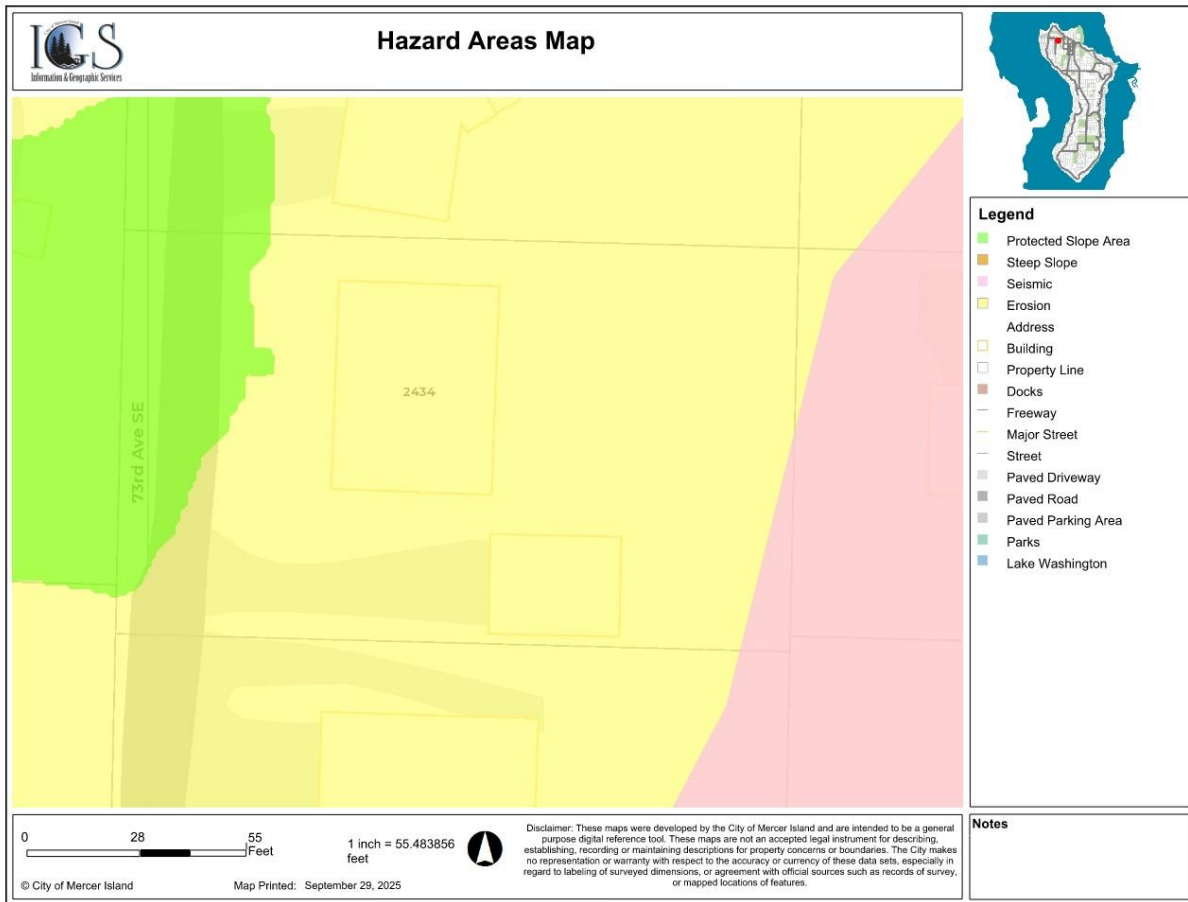 IGS
Information & Geographic Services
Hazard Areas Map
2434
73rd Ave SE
Legend
Protected Slope Area
Steep Slope
Seismic
Erosion
Address
Building
Property Line
Docks
Freeway
Major Street
Street
Paved Driveway
Paved Road
Paved Parking Area
Parks
Lake Washington
0 28 55
Feet
1 inch = 55.483856
feet
© City of Mercer Island
Map Printed: September 29, 2025
Disclaimer: These maps were developed by the City of Mercer Island and are intended to be a general
purpose digital reference tool. These maps are not an accepted legal instrument for describing,
establishing, recording or maintaining descriptions for property concerns or boundaries. The City makes
no representation or warranty with respect to the accuracy or currency of these data sets, especially in
regard to labeling of surveyed dimensions, or agreement with official sources such as records of survey,
or mapped locations of features.
Notes